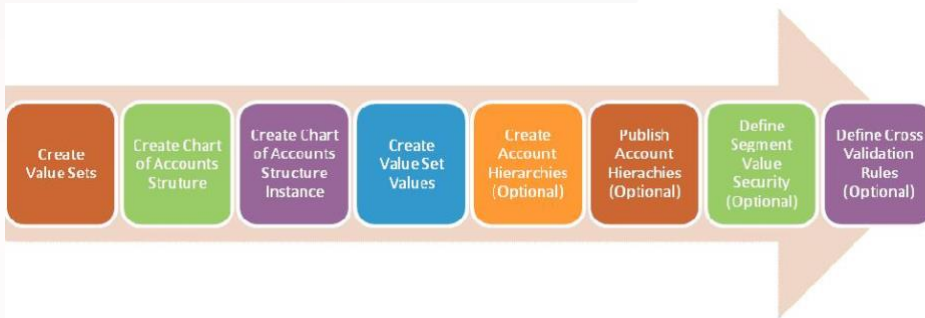 Create
Value Sets
Create Chart
of Accounts
Struture
Create Chart
of Accounts
Structure
Instance
Create
Value Set
Values
Create
Account
Hierarchies
(Optional)
Publish
Account
Hierachies
(Optional)
Define
Segment
Value
Security
(Optional)
Define Cross
Validation
Rules
(Optional)